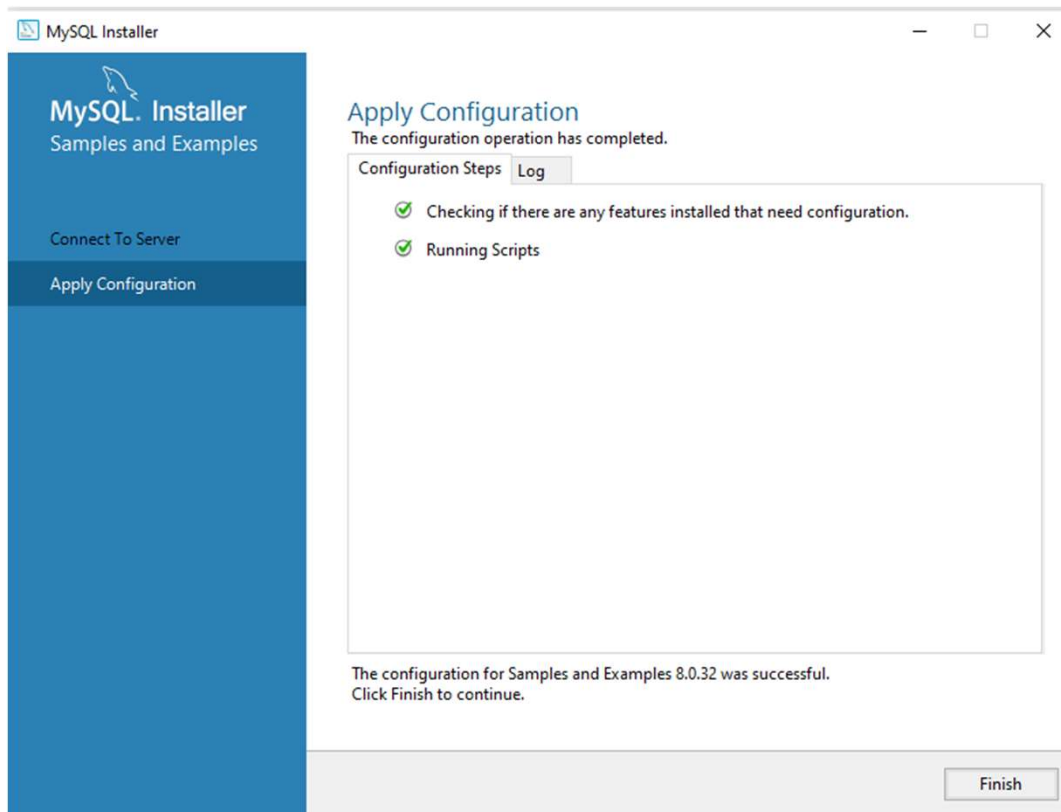 MySQL Installer
MySQL. Installer
Samples and Examples
Connect To Server
Apply Configuration
Apply Configuration
The configuration operation has completed.
Configuration Steps
Log
Checking if there are any features installed that need configuration.
Running Scripts
The configuration for Samples and Examples 8.0.32 was successful.
Click Finish to continue.
Finish